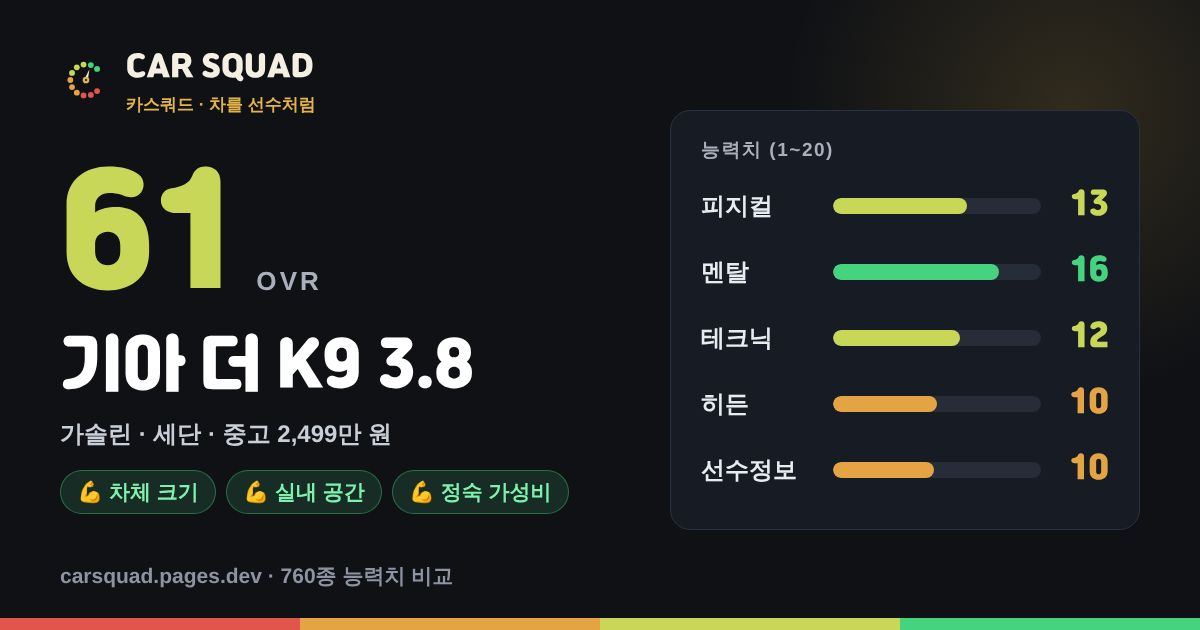 CAR SQUAD
카스쿼드 · 차를 선수처럼
61 OVR
기아 더 K9 3.8
가솔린 · 세단 · 중고 2,499만 원
💪 차체 크기 💪 실내 공간 💪 정숙 가성비
carsquad.pages.dev · 760종 능력치 비교
능력치 (1~20)
피지컬 13
멘탈 16
테크닉 12
히든 10
선수정보 10